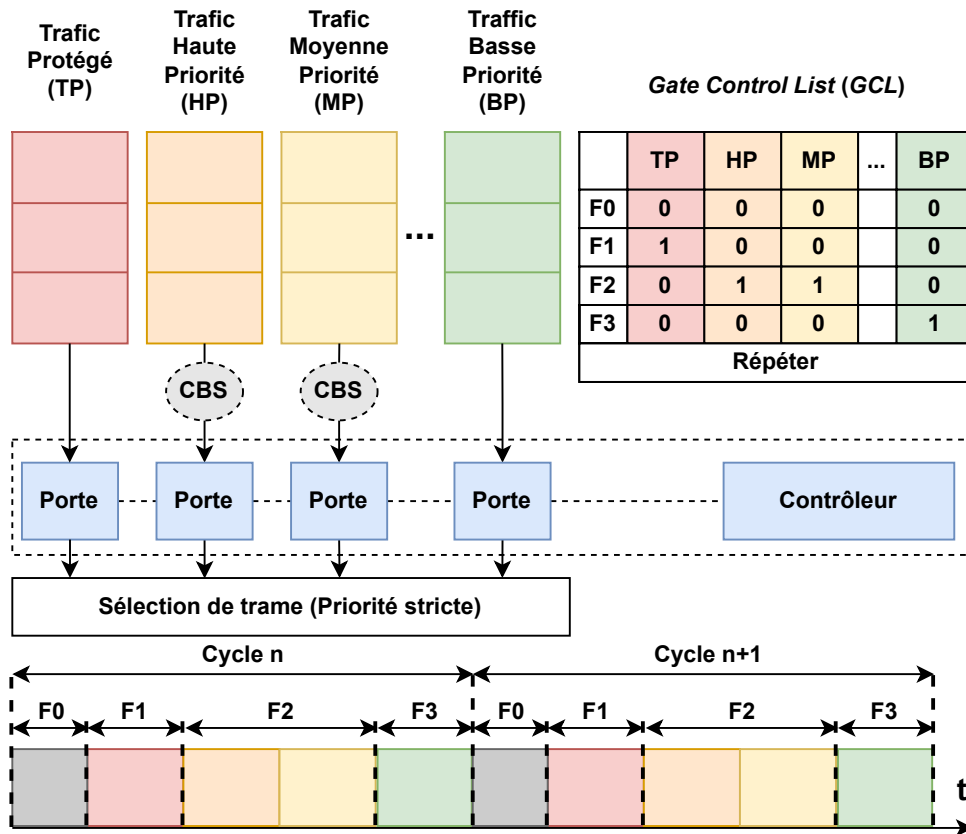 Trafic
Protégé
(TP)
Trafic
Haute
Priorité
(HP)
Trafic
Moyenne
Priorité
(MP)
Traffic
Basse
Priorité
(BP)
Gate Control List (GCL)
TP HP MP ... BP
F0 0 0 0 0
F1 1 0 0 0
F2 0 1 1 0
F3 0 0 0 1
Répéter
...
CBS CBS
Porte Porte Porte Porte Contrôleur
Sélection de trame (Priorité stricte)
Cycle n Cycle n+1
F0 F1 F2 F3 F0 F1 F2 F3
t